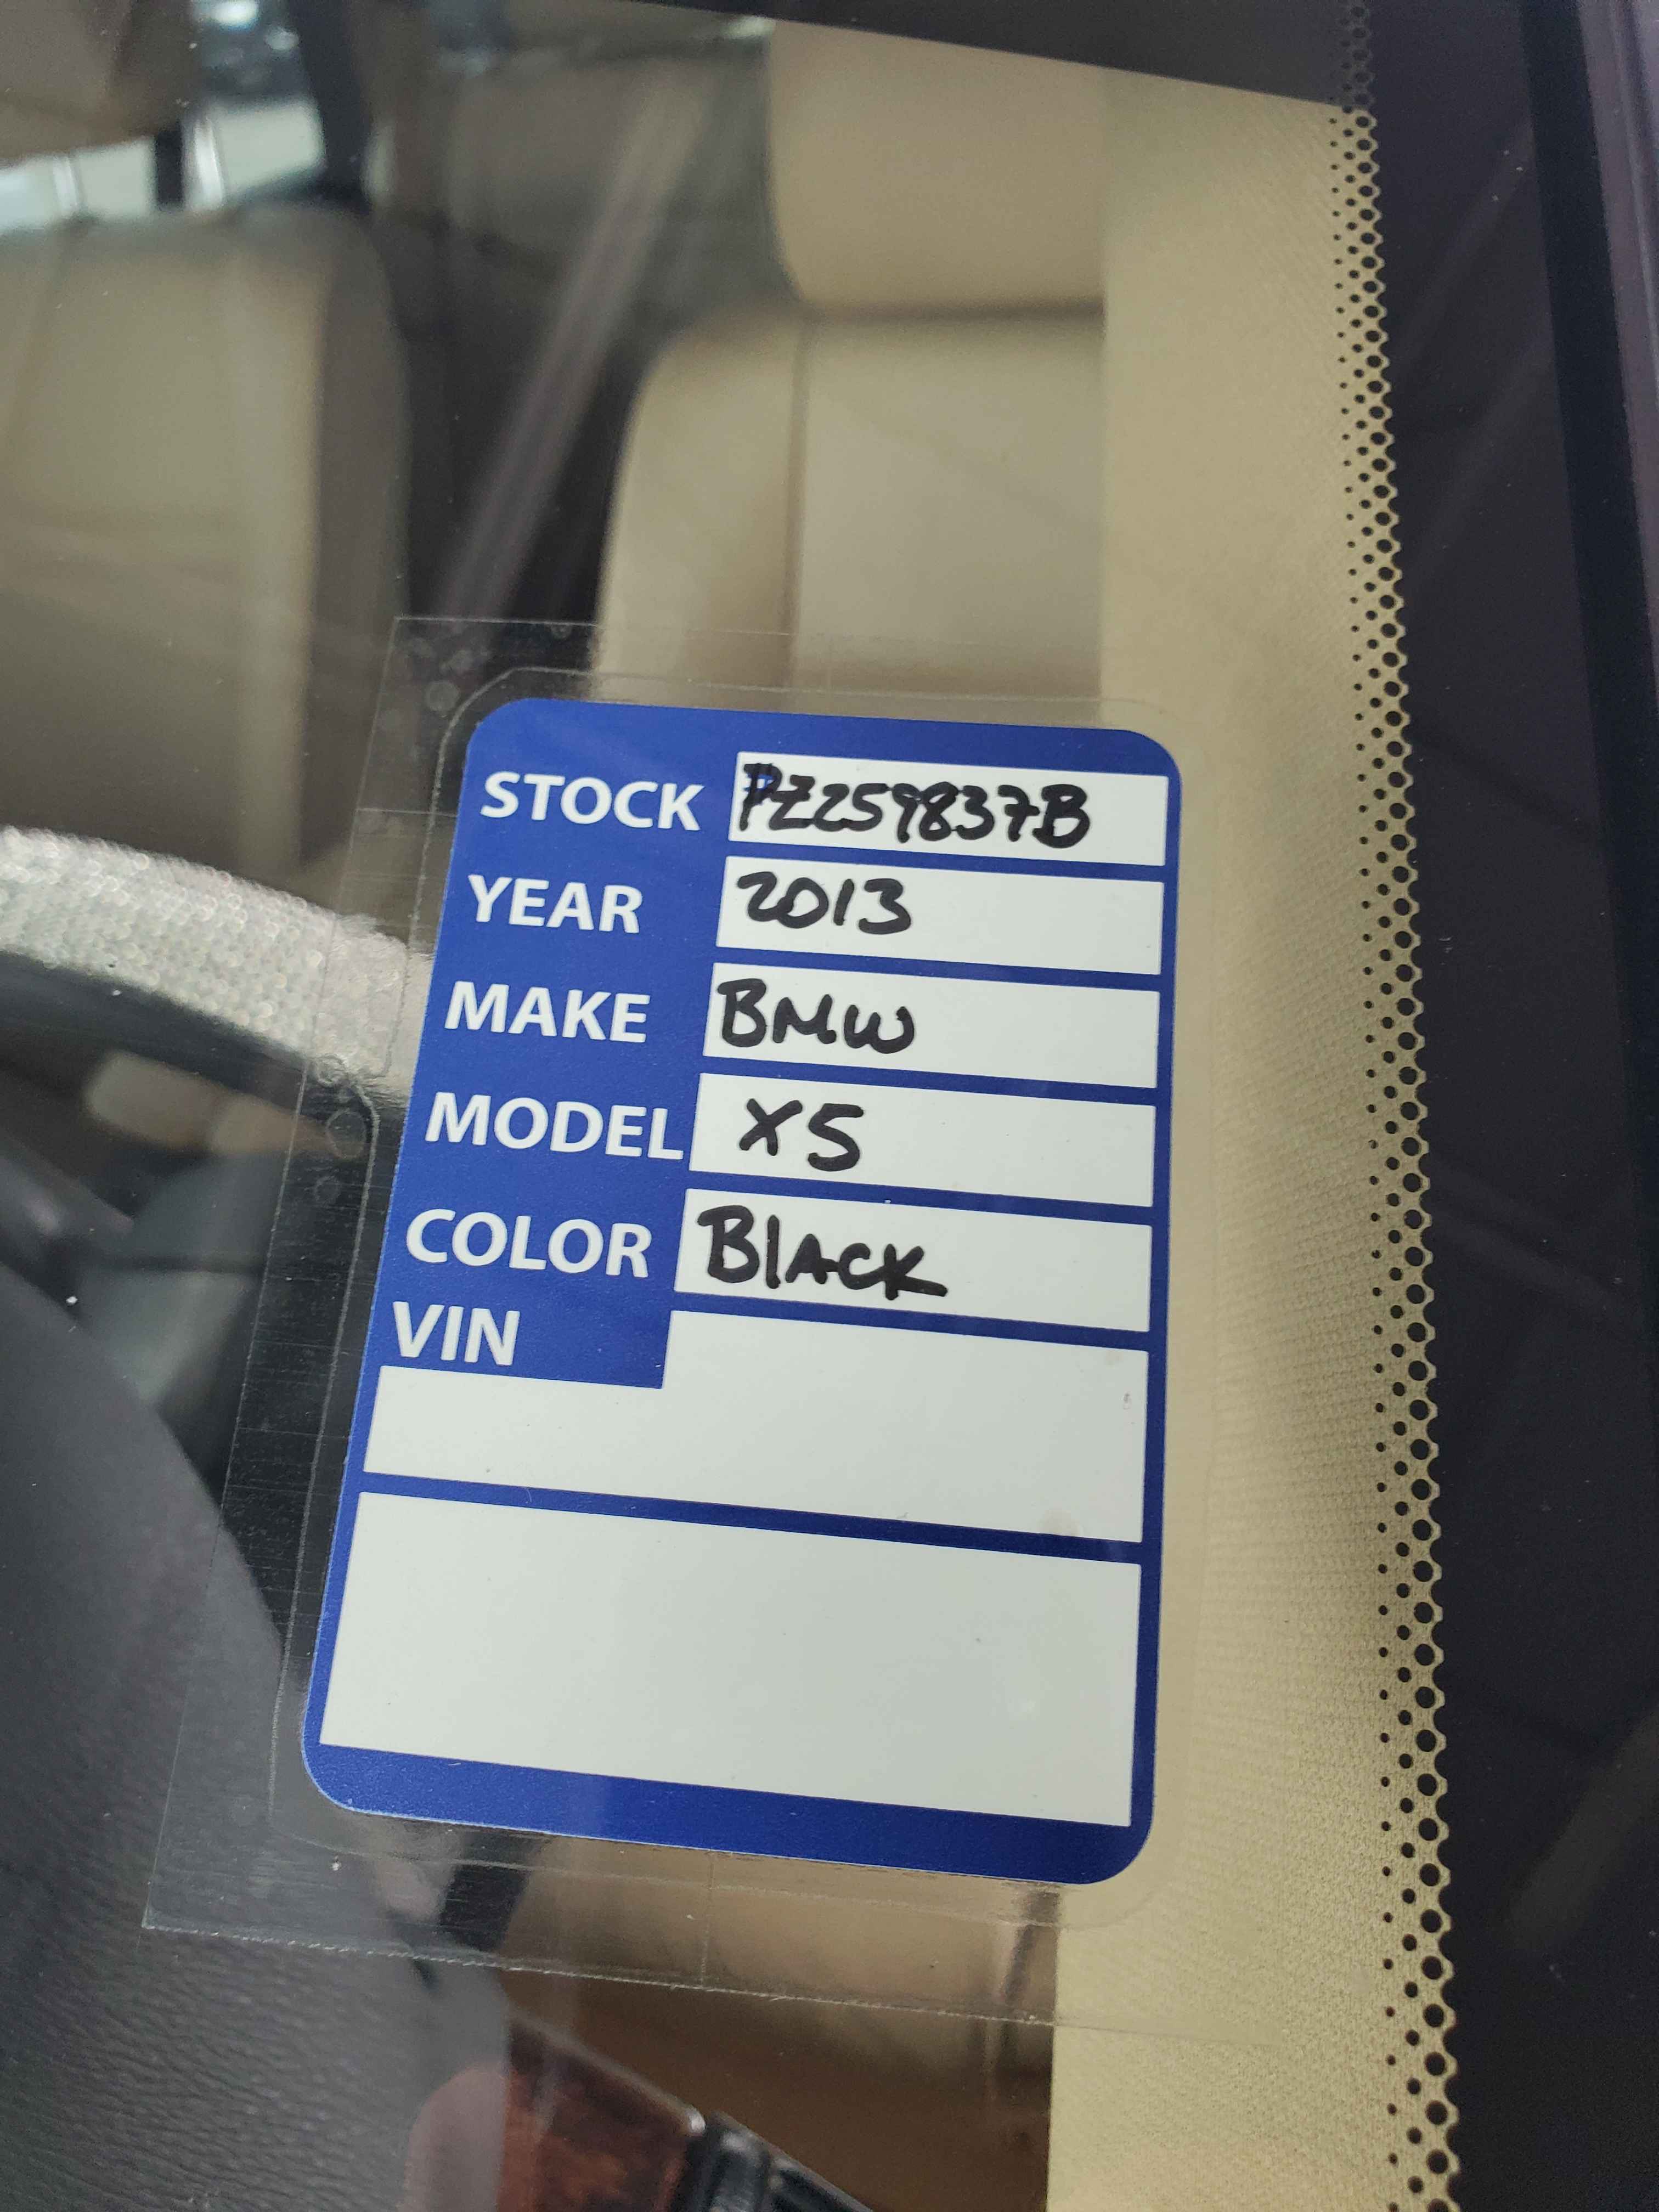 STOCK PZ259837B
YEAR 2013
MAKE BMW
MODEL X5
COLOR BlACK
VIN